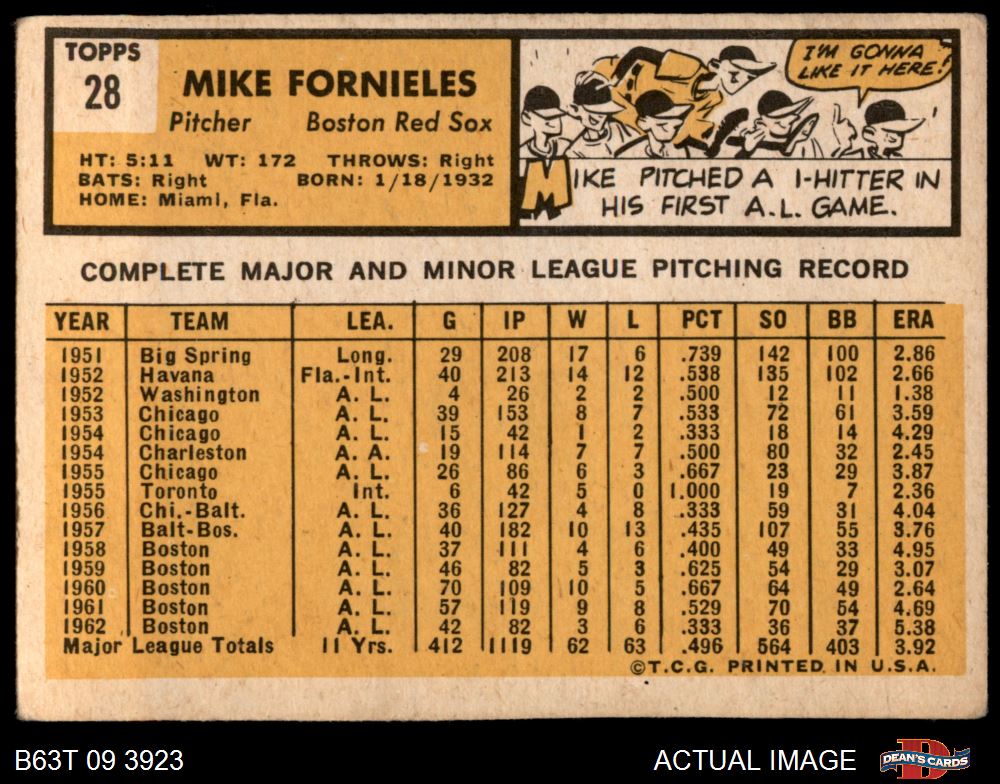 TOPPS
28
MIKE FORNIELES
Pitcher Boston Red Sox
HT: 5:11 WT: 172 THROWS: Right
BATS: Right BORN: 1/18/1932
HOME: Miami, Fla.
I'M GONNA
LIKE IT HERE!
MIKE PITCHED A 1-HITTER IN
HIS FIRST A.L. GAME.
COMPLETE MAJOR AND MINOR LEAGUE PITCHING RECORD
YEAR TEAM LEA. G IP W L PCT SO BB ERA
1951 Big Spring Long. 29 208 17 6 .739 142 100 2.86
1952 Havana Fla.-Int. 40 213 14 12 .538 135 102 2.66
1952 Washington A. L. 4 26 2 2 .500 12 11 1.38
1953 Chicago A. L. 39 153 8 7 .533 72 61 3.59
1954 Chicago A. L. 15 42 1 2 .333 18 14 4.29
1954 Charleston A. A. 19 114 7 7 .500 80 32 2.45
1955 Chicago A. L. 26 86 6 3 .667 23 29 3.87
1955 Toronto Int. 6 42 5 0 1.000 19 7 2.36
1956 Chi.-Balt. A. L. 36 127 4 8 .333 59 31 4.04
1957 Balt-Bos. A. L. 40 182 10 13 .435 107 55 3.76
1958 Boston A. L. 37 111 4 6 .400 49 33 4.95
1959 Boston A. L. 46 82 5 3 .625 54 29 3.07
1960 Boston A. L. 70 109 10 5 .667 64 49 2.64
1961 Boston A. L. 57 119 9 8 .529 70 54 4.69
1962 Boston A. L. 42 82 3 6 .333 36 37 5.38
Major League Totals 11 Yrs. 412 1119 62 63 .496 564 403 3.92
©T.C.G. PRINTED IN U.S.A.
B63T 09 3923 ACTUAL IMAGE DEAN'S CARDS